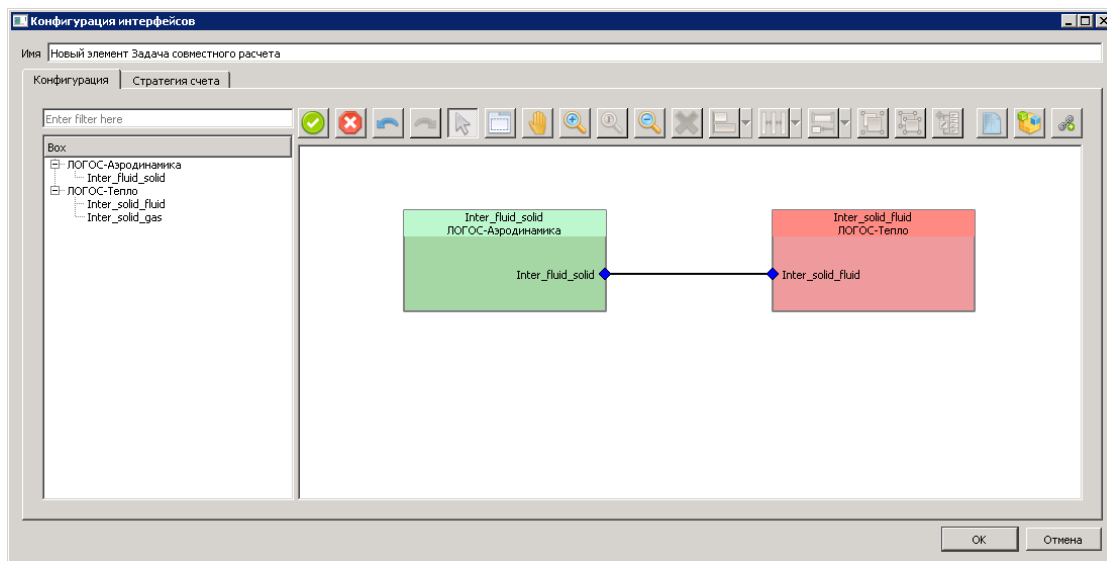 Конфигурация интерфейсов
Имя Новый элемент Задача совместного расчета
Конфигурация Стратегия счета
Enter filter here
Box
ЛОГОС-Аэродинамика
Inter_fluid_solid
ЛОГОС-Тепло
Inter_solid_fluid
Inter_solid_gas
Inter_fluid_solid
ЛОГОС-Аэродинамика
Inter_fluid_solid
Inter_solid_fluid
ЛОГОС-Тепло
Inter_solid_fluid
OK Отмена